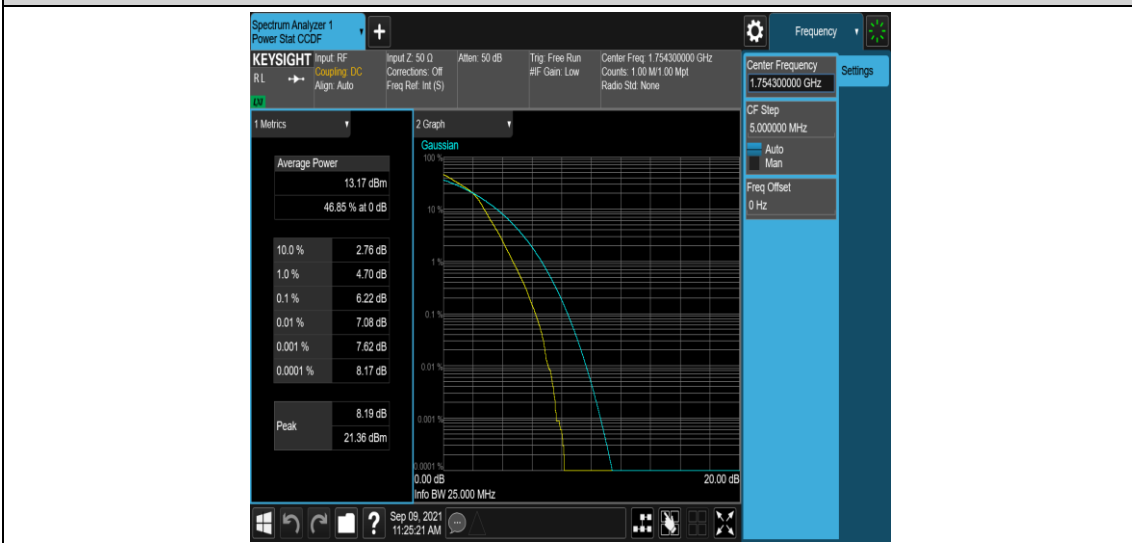 Spectrum Analyzer 1
Power Stat CCDF
+
Frequency
KEYSIGHT
RL
LV
Input: RF
Coupling: DC
Align: Auto
Input Z: 50 Ω
Corrections: Off
Freq Ref: Int (S)
Atten: 50 dB
Trig: Free Run
#IF Gain: Low
Center Freq: 1.754300000 GHz
Counts: 1.00 M/1.00 Mpt
Radio Std: None
Center Frequency
1.754300000 GHz
Settings
CF Step
5.000000 MHz
Auto
Man
Freq Offset
0 Hz
1 Metrics
Average Power
13.17 dBm
46.85 % at 0 dB
10.0 % 2.76 dB
1.0 % 4.70 dB
0.1 % 6.22 dB
0.01 % 7.08 dB
0.001 % 7.62 dB
0.0001 % 8.17 dB
Peak
8.19 dB
21.36 dBm
2 Graph
Gaussian
100 %
10 %
1 %
0.1 %
0.01 %
0.001 %
0.0001 %
0.00 dB
20.00 dB
Info BW 25.000 MHz
?
Sep 09, 2021
11:25:21 AM